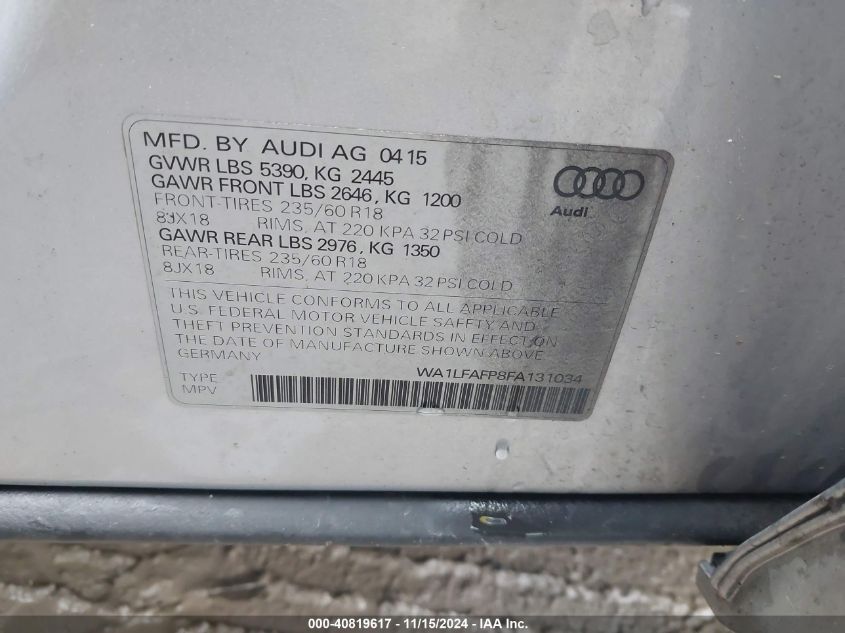 MFD. BY AUDI AG 04 15
GVWR LBS 5390, KG 2445
GAWR FRONT LBS 2646, KG 1200
FRONT-TIRES 235/60 R18
8JX18 RIMS, AT 220 KPA 32 PSI COLD
GAWR REAR LBS 2976, KG 1350
REAR-TIRES 235/60 R18
8JX18 RIMS, AT 220 KPA 32 PSI COLD
Audi
THIS VEHICLE CONFORMS TO ALL APPLICABLE
U.S. FEDERAL MOTOR VEHICLE SAFETY AND
THEFT PREVENTION STANDARDS IN EFFECT ON
THE DATE OF MANUFACTURE SHOWN ABOVE
GERMANY
WA1LFAFP8FA131034
TYPE
MPV
000-40819617 - 11/15/2024 - IAA Inc.